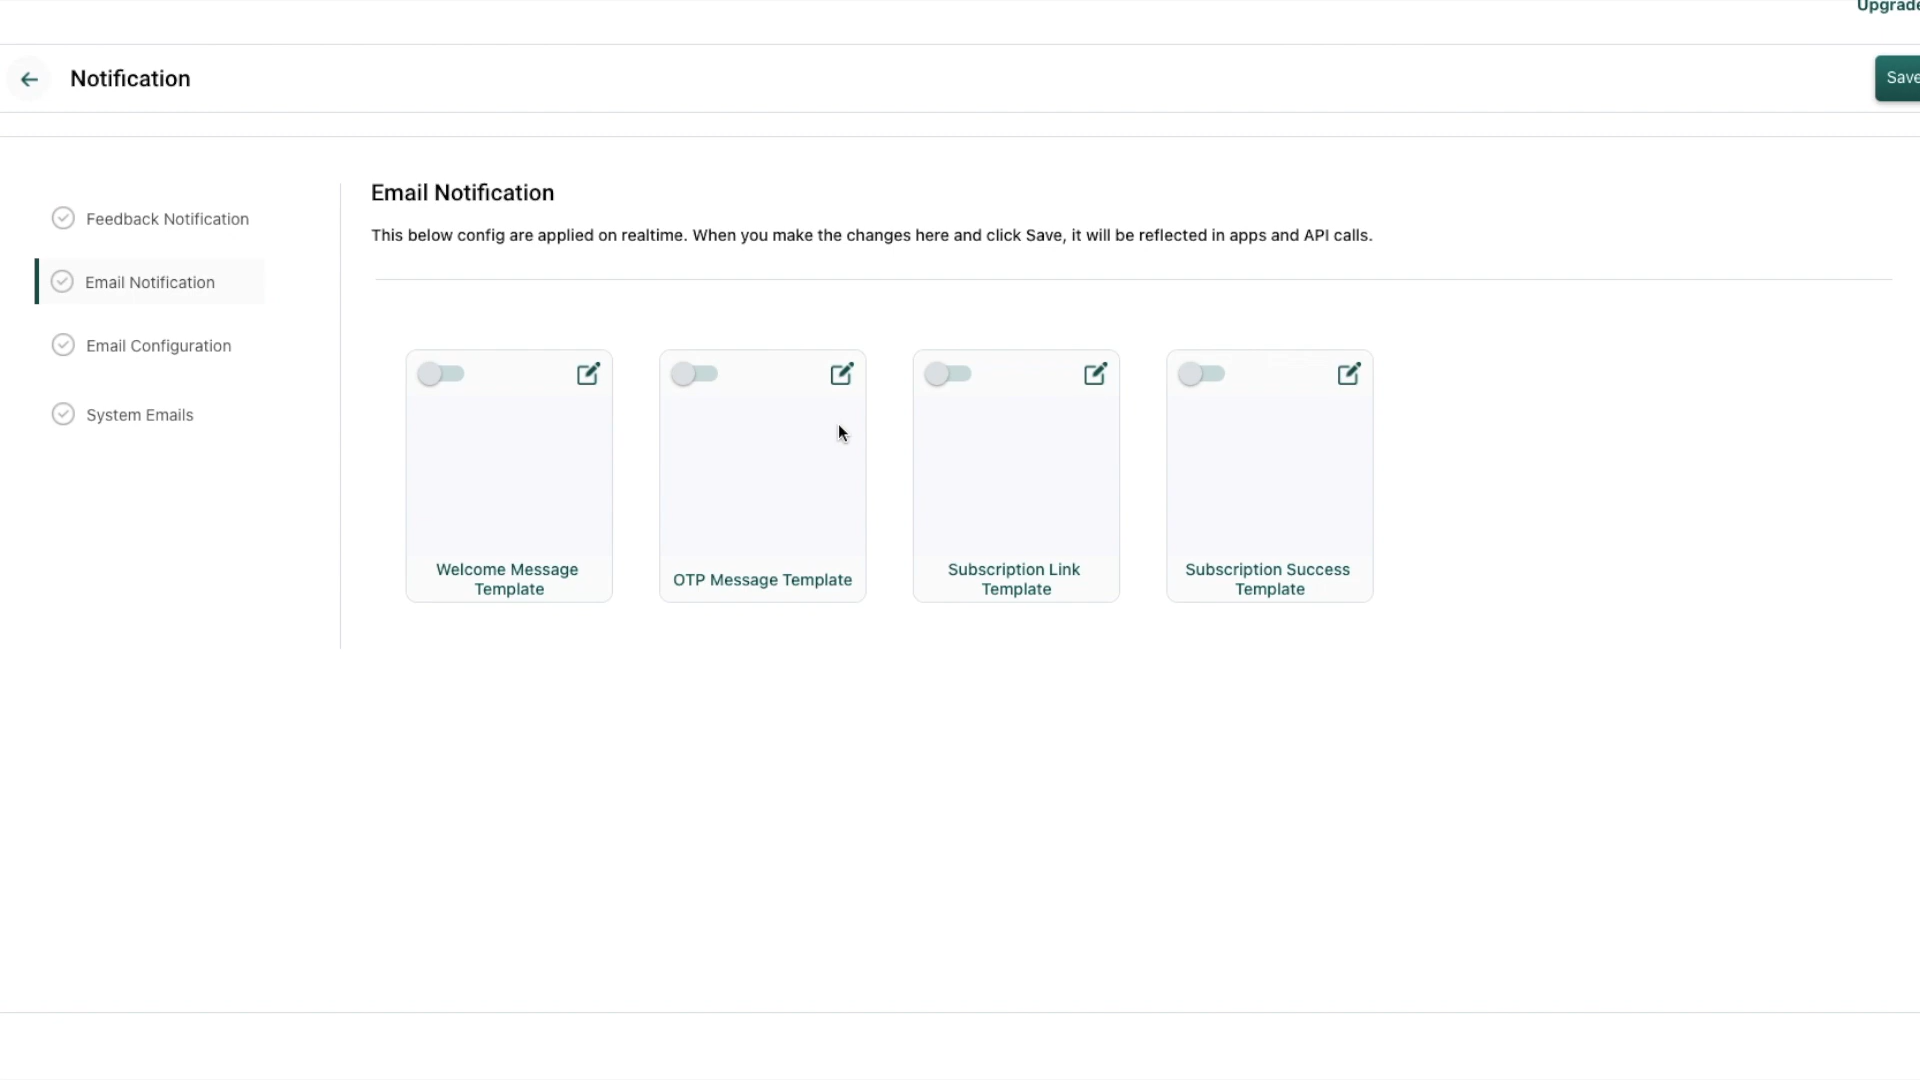 Upgrade
Notification
Save
Feedback Notification
Email Notification
Email Configuration
System Emails
Email Notification
This below config are applied on realtime. When you make the changes here and click Save, it will be reflected in apps and API calls.
Welcome Message
Template
OTP Message Template
Subscription Link
Template
Subscription Success
Template